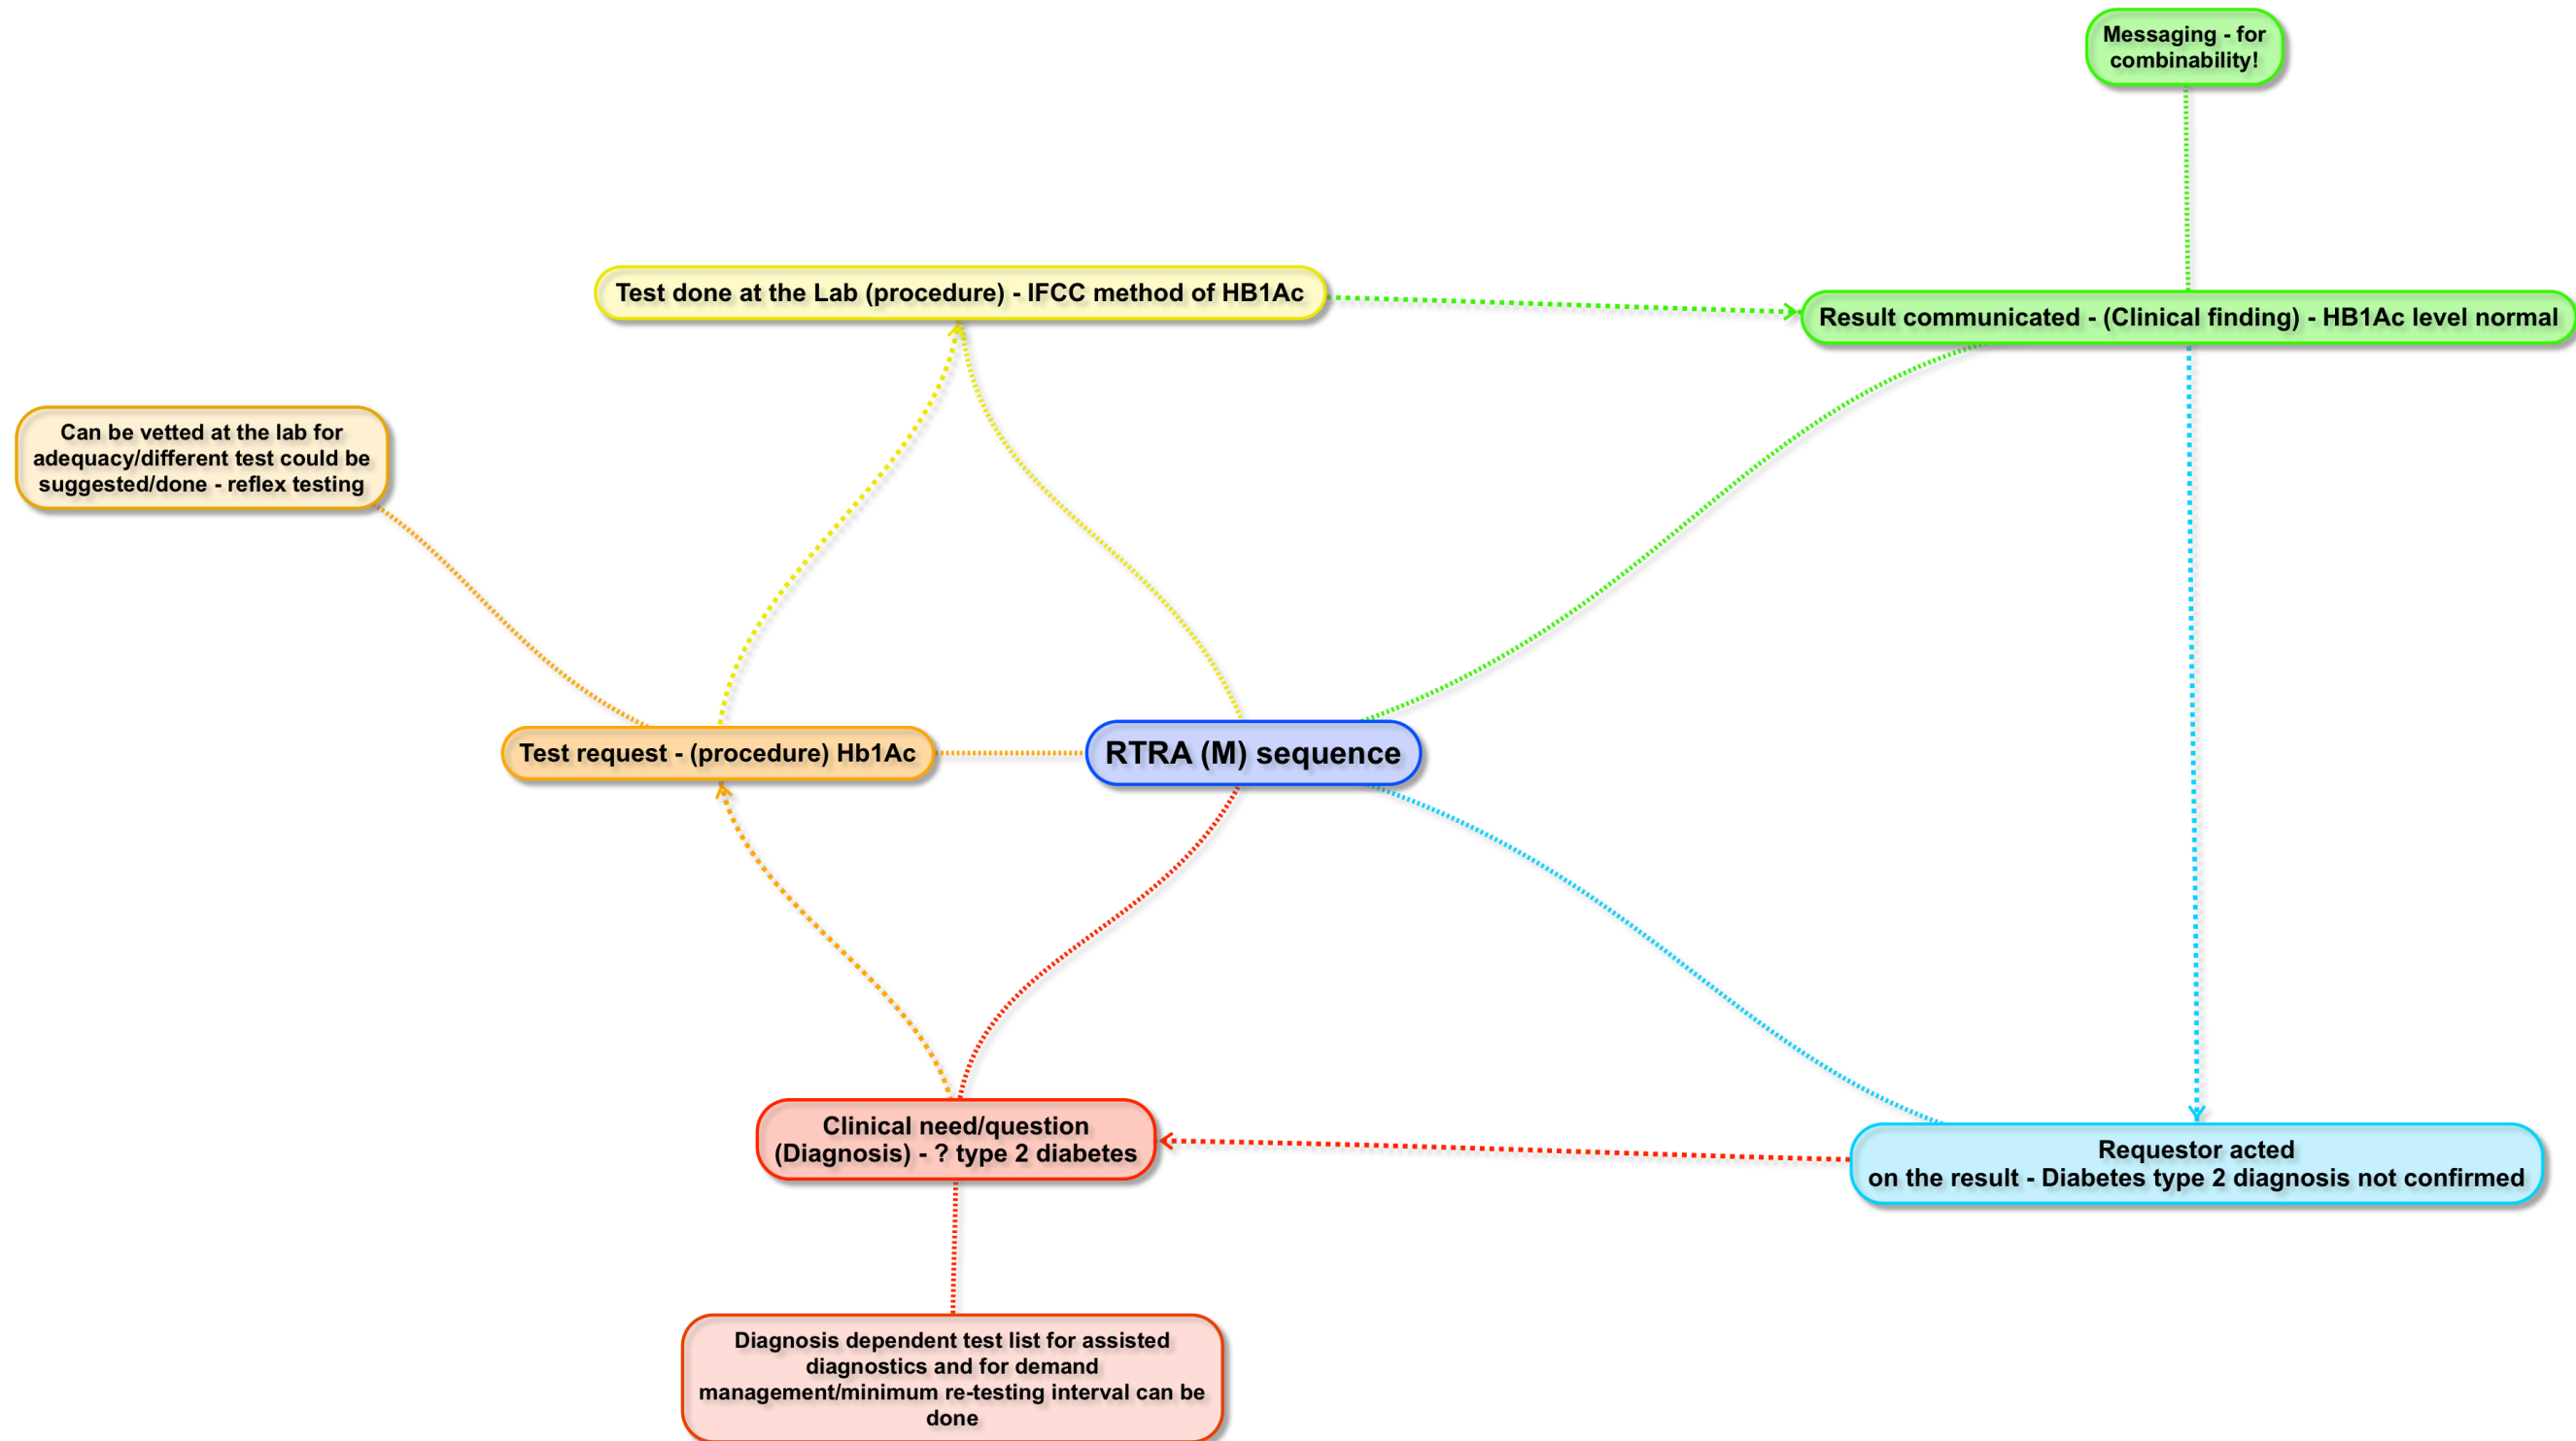 Messaging - for
combinability!
Test done at the Lab (procedure) - IFCC method of HB1Ac
Result communicated - (Clinical finding) - HB1Ac level normal
Can be vetted at the lab for
adequacy/different test could be
suggested/done - reflex testing
Test request - (procedure) Hb1Ac
RTRA (M) sequence
Clinical need/question
(Diagnosis) - ? type 2 diabetes
Requestor acted
on the result - Diabetes type 2 diagnosis not confirmed
Diagnosis dependent test list for assisted
diagnostics and for demand
management/minimum re-testing interval can be
done